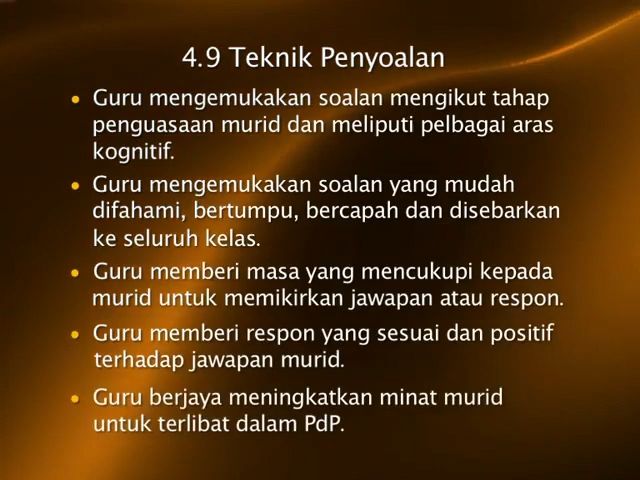 4.9 Teknik Penyoalan
• Guru mengemukakan soalan mengikut tahap
penguasaan murid dan meliputi pelbagai aras
kognitif.
• Guru mengemukakan soalan yang mudah
difahami, bertumpu, bercapah dan disebarkan
ke seluruh kelas.
• Guru memberi masa yang mencukupi kepada
murid untuk memikirkan jawapan atau respon.
• Guru memberi respon yang sesuai dan positif
terhadap jawapan murid.
• Guru berjaya meningkatkan minat murid
untuk terlibat dalam PdP.